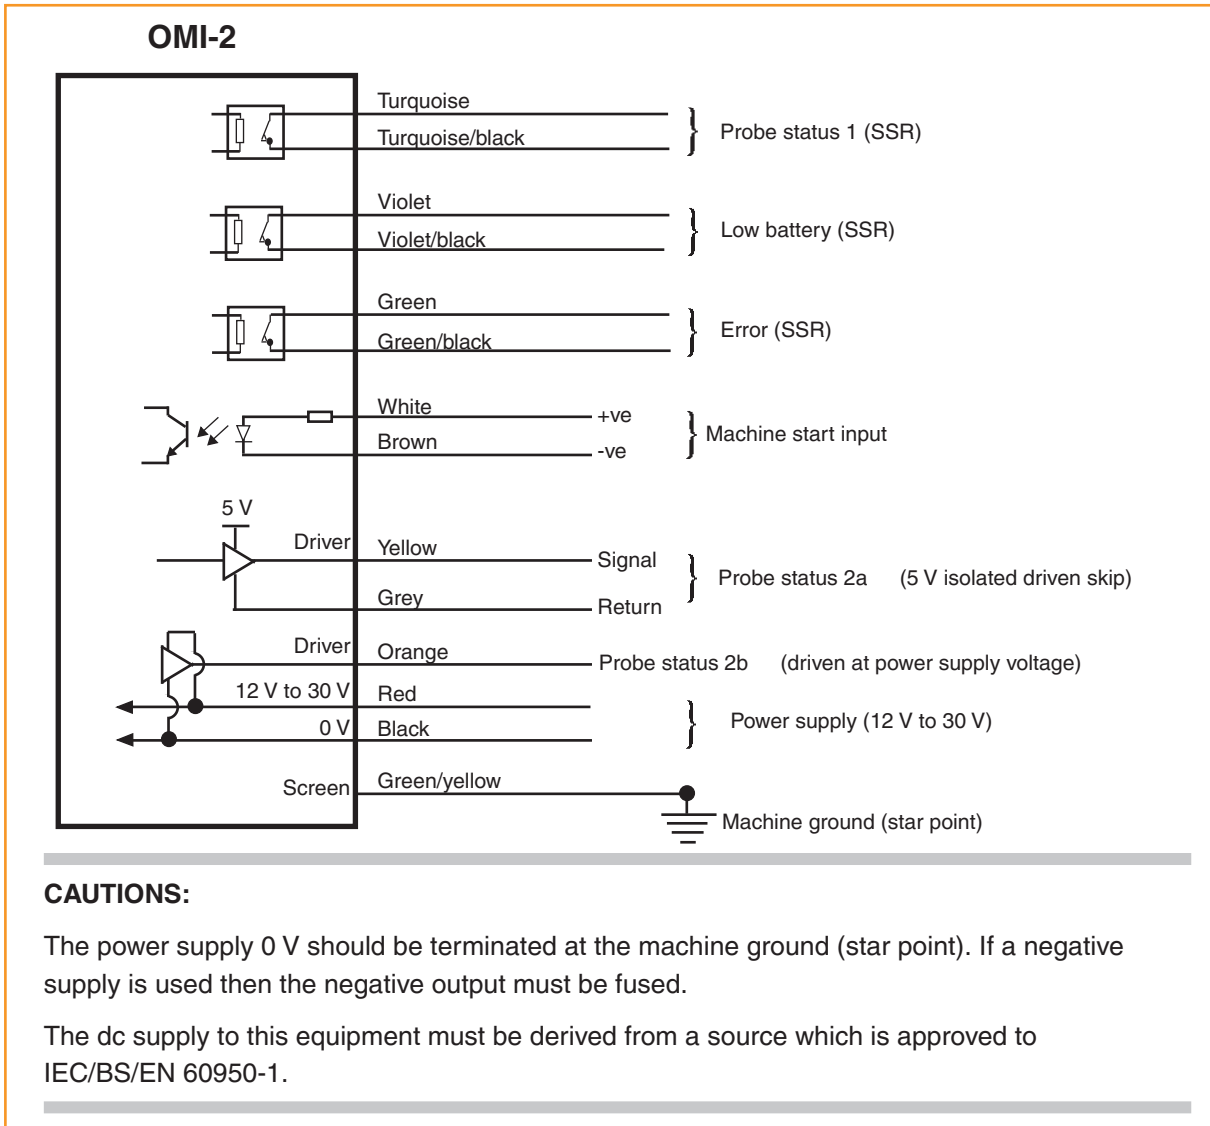 OMI-2
Turquoise
Turquoise/black
Probe status 1 (SSR)
Violet
Violet/black
Low battery (SSR)
Green
Green/black
Error (SSR)
White
+ve
Brown
-ve
Machine start input
5 V
Driver
Yellow
Signal
Grey
Return
Probe status 2a (5 V isolated driven skip)
Driver
Orange
Probe status 2b (driven at power supply voltage)
12 V to 30 V
Red
0 V
Black
Power supply (12 V to 30 V)
Screen
Green/yellow
Machine ground (star point)
CAUTIONS:
The power supply 0 V should be terminated at the machine ground (star point). If a negative
supply is used then the negative output must be fused.
The dc supply to this equipment must be derived from a source which is approved to
IEC/BS/EN 60950-1.